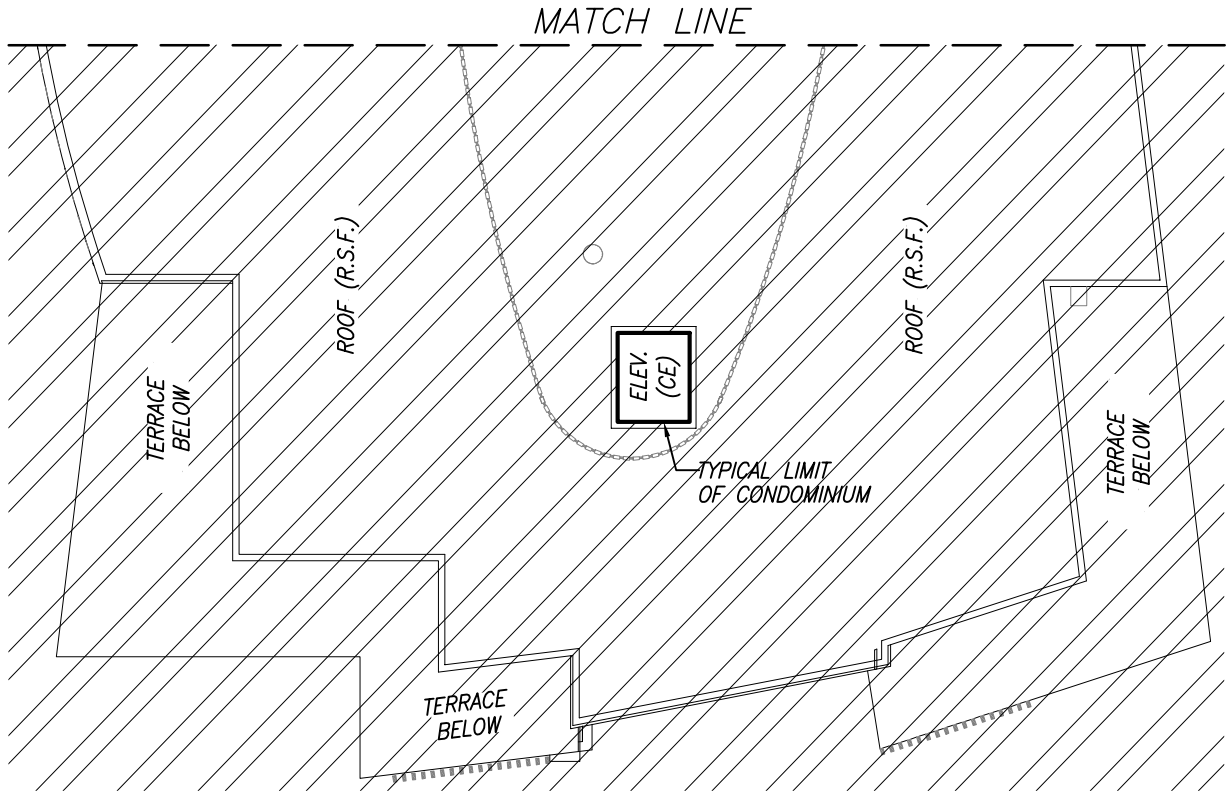 MATCH LINE
ROOF (R.S.F.)
ROOF (R.S.F.)
ELEV.
(CE)
TERRACE
BELOW
TERRACE
BELOW
TYPICAL LIMIT
OF CONDOMINIUM
TERRACE
BELOW